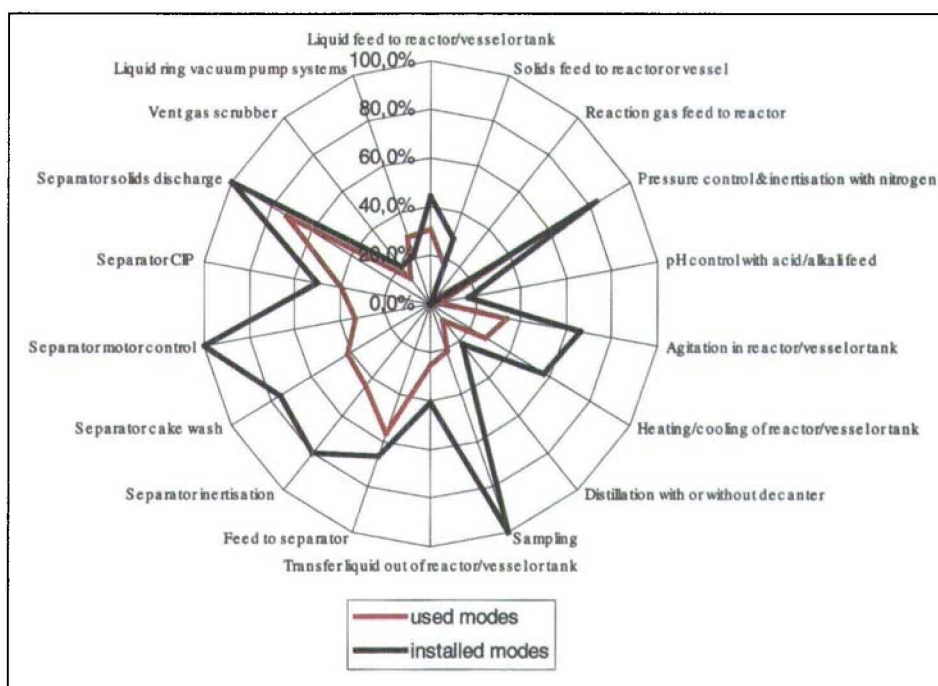 Liquid feed to reactor/vessel or tank
Liquid ring vacuum pump systems
100,0%
Solids feed to reactor or vessel
Vent gas scrubber
80,0%
Reaction gas feed to reactor
Separator solids discharge
60,0%
Pressure control & inertisation with nitrogen
40,0%
Separator CIP
20,0%
pH control with acid/alkali feed
0,0%
Separator motor control
Agitation in reactor/vessel or tank
Separator cake wash
Heating/cooling of reactor/vessel or tank
Separator inertisation
Distillation with or without decanter
Feed to separator
Sampling
Transfer liquid out of reactor/vessel or tank
used modes
installed modes